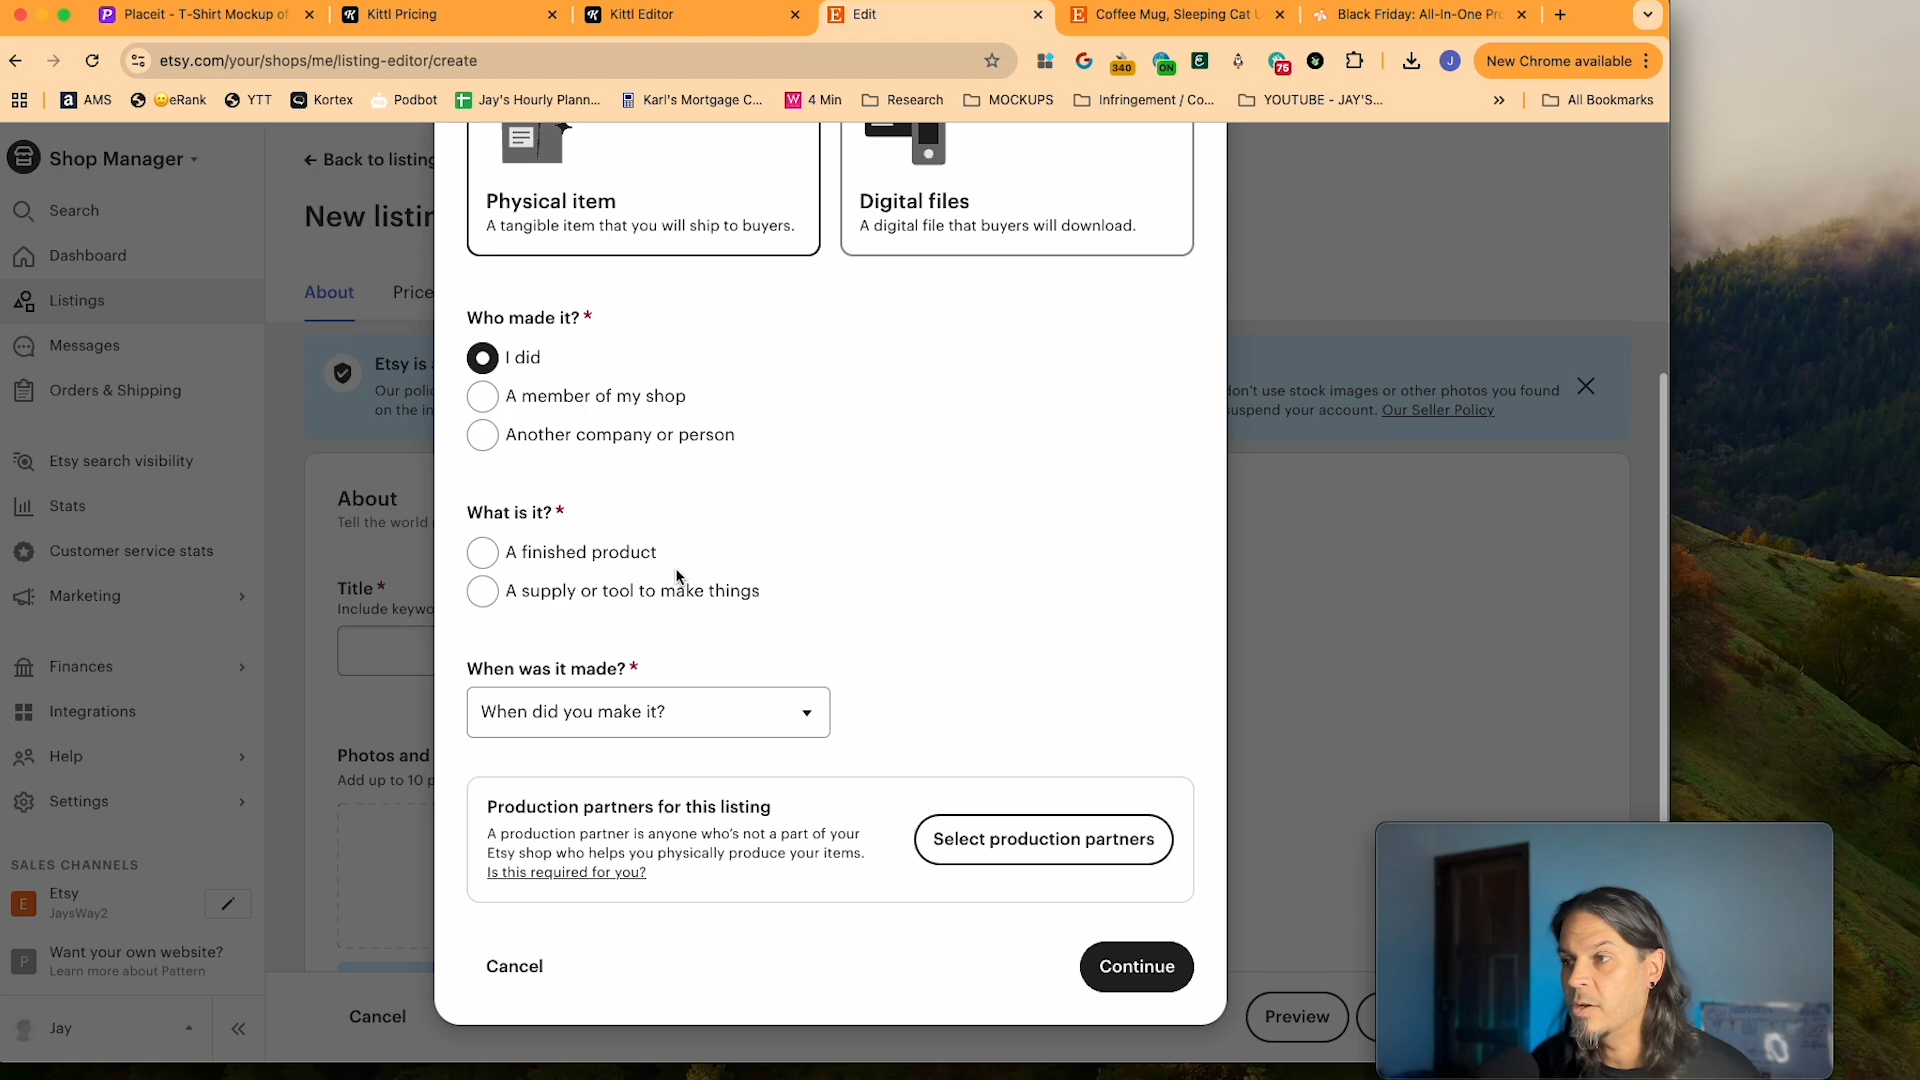 Placeit - T-Shirt Mockup of
Kittl Pricing
Kittl Editor
Edit
Coffee Mug, Sleeping Cat U
Black Friday: All-In-One Pro
etsy.com/your/shops/me/listing-editor/create
340
ON
75
J
New Chrome available
AMS
eRank
YTT
Kortex
Podbot
Jay's Hourly Plann...
Karl's Mortgage C...
4 Min
Research
MOCKUPS
Infringement / Co...
YOUTUBE - JAY'S...
All Bookmarks
Shop Manager
Search
Dashboard
Listings
Messages
Orders & Shipping
Etsy search visibility
Stats
Customer service stats
Marketing
Finances
Integrations
Help
Settings
SALES CHANNELS
E
Etsy
JaysWay2
P
Want your own website?
Learn more about Pattern
Jay
Back to listing
New listin
About
Price
Etsy is
Our polic
on the in
don't use stock images or other photos you found
suspend your account. Our Seller Policy
About
Tell the world
Title *
Include keywo
Photos and
Add up to 10 p
Cancel
Preview
Physical item
A tangible item that you will ship to buyers.
Digital files
A digital file that buyers will download.
Who made it? *
I did
A member of my shop
Another company or person
What is it? *
A finished product
A supply or tool to make things
When was it made? *
When did you make it?
Production partners for this listing
A production partner is anyone who's not a part of your
Etsy shop who helps you physically produce your items.
Is this required for you?
Select production partners
Cancel
Continue